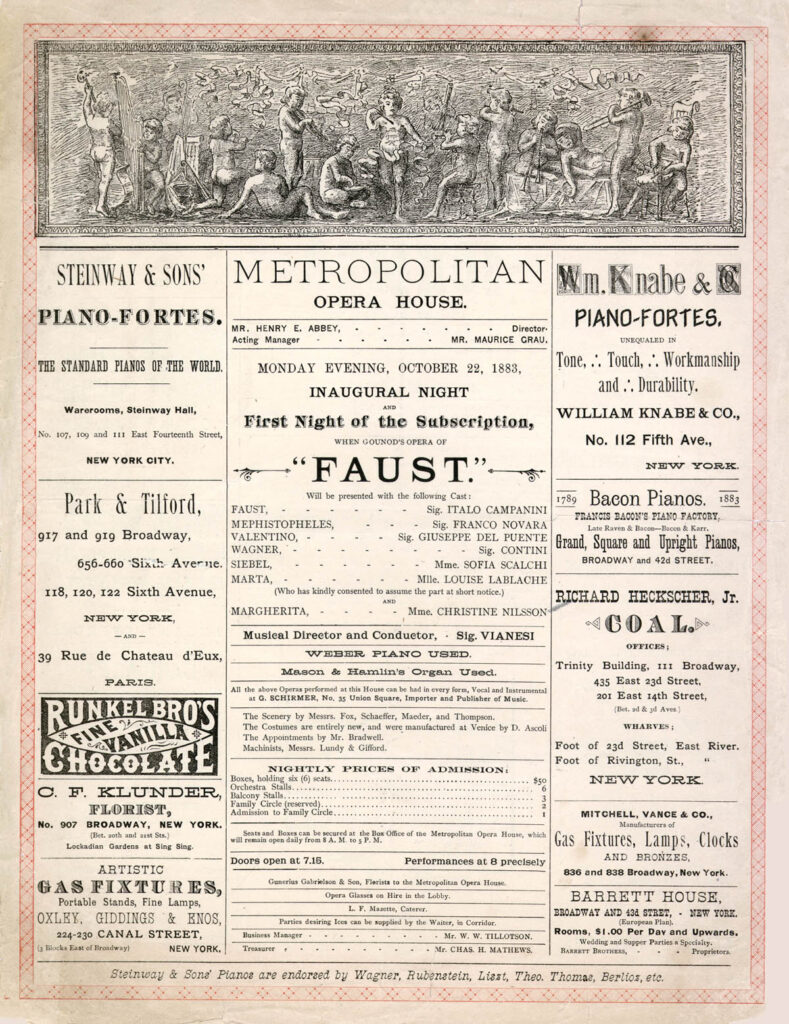 STEINWAY & SONS'
PIANO-FORTES.
THE STANDARD PIANOS OF THE WORLD.
Warerooms, Steinway Hall,
No. 107, 109 and 111 East Fourteenth Street,
NEW YORK CITY.
Park & Tilford,
917 and 919 Broadway,
656-660 Sixth Avenue.
118, 120, 122 Sixth Avenue,
NEW YORK,
— AND —
39 Rue de Chateau d'Eux,
PARIS.
RUNKEL BRO'S
FINE
VANILLA
CHOCOLATE
C. F. KLUNDER,
FLORIST,
No. 907 BROADWAY, NEW YORK.
(Bet. 20th and 21st Sts.)
Lockadian Gardens at Sing Sing.
ARTISTIC
GAS FIXTURES,
Portable Stands, Fine Lamps,
OXLEY, GIDDINGS & ENOS,
224-230 CANAL STREET,
(3 Blocks East of Broadway) NEW YORK.
METROPOLITAN
OPERA HOUSE.
MR. HENRY E. ABBEY, - - - - - - - Director.
Acting Manager - - - - - - MR. MAURICE GRAU.
MONDAY EVENING, OCTOBER 22, 1883,
INAUGURAL NIGHT
AND
First Night of the Subscription,
WHEN GOUNOD'S OPERA OF
"FAUST."
Will be presented with the following Cast:
FAUST, - - - - - - Sig. ITALO CAMPANINI
MEPHISTOPHELES, - - - - Sig. FRANCO NOVARA
VALENTINO, - - - - - Sig. GIUSEPPE DEL PUENTE
WAGNER, - - - - - - - - Sig. CONTINI
SIEBEL, - - - - - - - Mme. SOFIA SCALCHI
MARTA, - - - - - - - Mlle. LOUISE LABLACHE
(Who has kindly consented to assume the part at short notice.)
AND
MARGHERITA, - - - - - Mme. CHRISTINE NILSSON
Musical Director and Conductor, - Sig. VIANESI
WEBER PIANO USED.
Mason & Hamlin's Organ Used.
All the above Operas performed at this House can be had in every form, Vocal and Instrumental
at G. SCHIRMER, No. 35 Union Square, Importer and Publisher of Music.
The Scenery by Messrs. Fox, Schaeffer, Maeder, and Thompson.
The Costumes are entirely new, and were manufactured at Venice by D. Ascoli
The Appointments by Mr. Bradwell.
Machinists, Messrs. Lundy & Gifford.
NIGHTLY PRICES OF ADMISSION:
Boxes, holding six (6) seats.......... $50
Orchestra Stalls.......... 6
Balcony Stalls.......... 3
Family Circle (reserved).......... 2
Admission to Family Circle.......... 1
Seats and Boxes can be secured at the Box Office of the Metropolitan Opera House, which
will remain open daily from 8 A. M. to 5 P. M.
Doors open at 7.15. Performances at 8 precisely
Gunerius Gabrielson & Son, Florists to the Metropolitan Opera House.
Opera Glasses on Hire in the Lobby.
L. F. Mazette, Caterer.
Parties desiring Ices can be supplied by the Waiter, in Corridor.
Business Manager - - - - - - - Mr. W. W. TILLOTSON.
Treasurer - - - - - - - - Mr. CHAS. H. MATHEWS.
Wm. Knabe & Co
PIANO-FORTES,
UNEQUALED IN
Tone, ∴ Touch, ∴ Workmanship
and ∴ Durability.
WILLIAM KNABE & CO.,
No. 112 Fifth Ave.,
NEW YORK.
1789 Bacon Pianos. 1883
FRANCIS BACON'S PIANO FACTORY,
Late Raven & Bacon—Bacon & Karr.
Grand, Square and Upright Pianos,
BROADWAY and 42d STREET.
RICHARD HECKSCHER, Jr.
COAL.
OFFICES;
Trinity Building, 111 Broadway,
435 East 23d Street,
201 East 14th Street,
(Bet. 2d & 3d Aves.)
WHARVES;
Foot of 23d Street, East River.
Foot of Rivington, St., "
NEW YORK.
MITCHELL, VANCE & CO.,
Manufacturers of
Gas Fixtures, Lamps, Clocks
AND BRONZES,
836 and 838 Broadway, New York.
BARRETT HOUSE,
BROADWAY AND 43d STRET, - NEW YORK.
(European Plan).
Rooms, $1.00 Per Day and Upwards.
Wedding and Supper Parties a Specialty.
BARRETT BROTHERS, - - - Proprietors.
Steinway & Sons' Pianos are endorsed by Wagner, Rubenstein, Liszt, Theo. Thomas, Berlioz, etc.